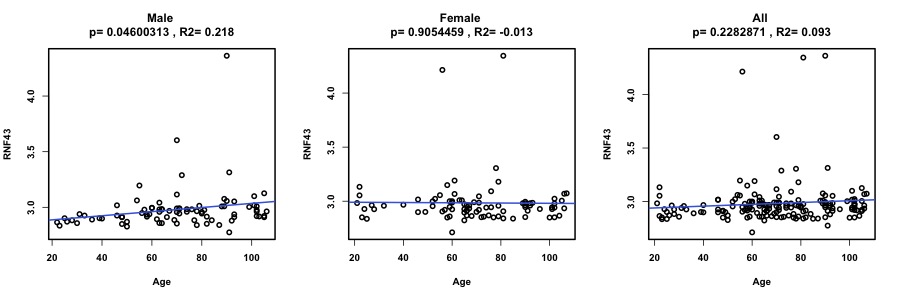 Male
p= 0.04600313 , R2= 0.218
RNF43
4.0
3.5
3.0
20 40 60 80 100
Age
Female
p= 0.9054459 , R2= -0.013
RNF43
4.0
3.5
3.0
20 40 60 80 100
Age
All
p= 0.2282871 , R2= 0.093
RNF43
4.0
3.5
3.0
20 40 60 80 100
Age